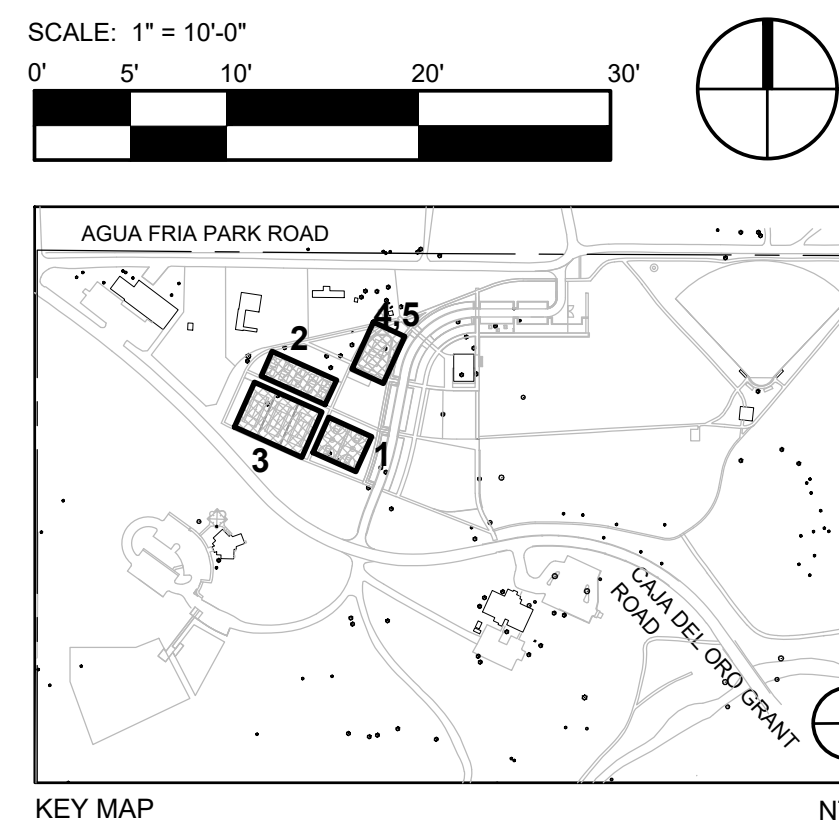 SCALE: 1" = 10'-0"
0' 5' 10' 20' 30'
AGUA FRIA PARK ROAD
4,5
2
1
3
CAJA DEL ORO GRANT
ROAD
KEY MAP